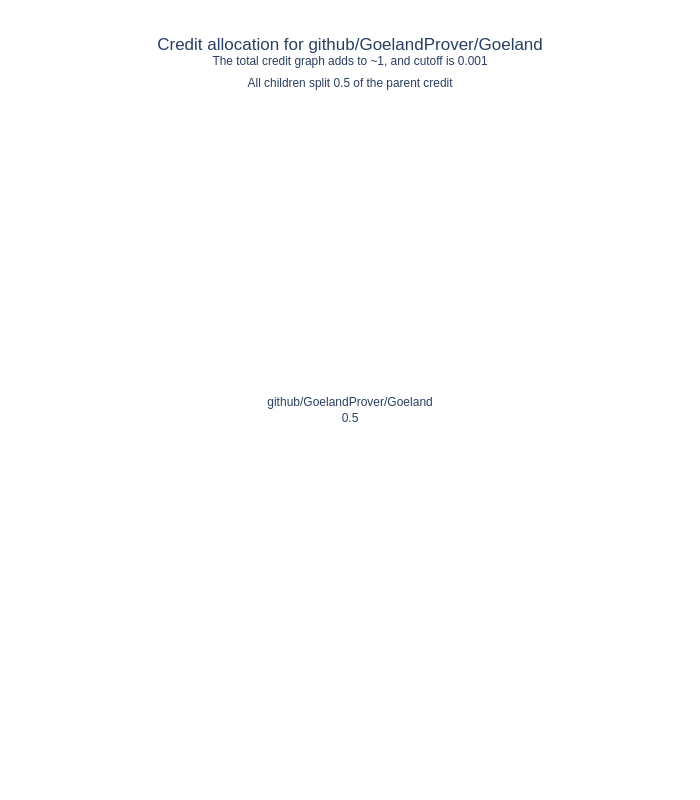 Credit allocation for github/GoelandProver/Goeland
The total credit graph adds to ~1, and cutoff is 0.001
All children split 0.5 of the parent credit
github/GoelandProver/Goeland
0.5